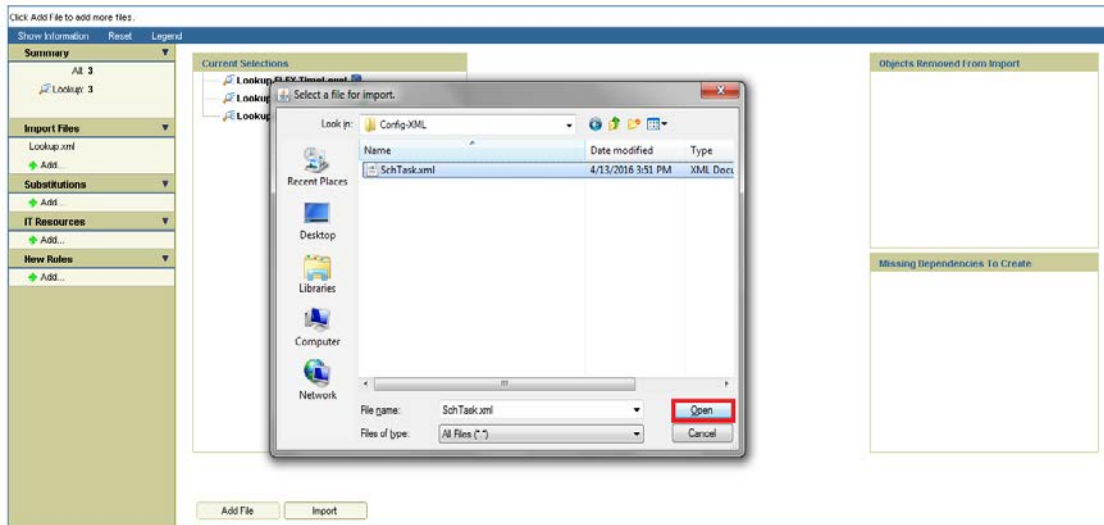 Click Add File to add more files.
Show Information Reset Legend
Summary
All: 3
Lookup: 3
Import Files
Lookup.xml
Add...
Substitutions
Add...
IT Resources
Add...
New Roles
Add...
Current Selections
Lookup.FLEX.TimeLevel
Lookup
Lookup
Select a file for import.
Look in: Config-XML
Name Date modified Type
SchTask.xml 4/13/2016 3:51 PM XML Docu
Recent Places
Desktop
Libraries
Computer
Network
File name: SchTask.xml Open
Files of type: All Files (*.*) Cancel
Add File Import
Objects Removed From Import
Missing Dependencies To Create